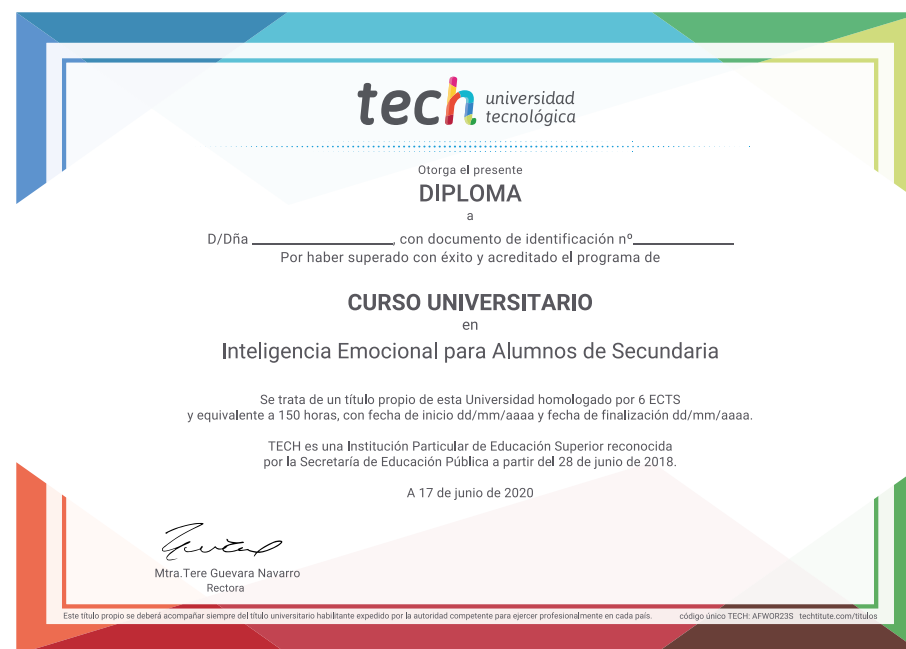 tech universidad
tecnológica
Otorga el presente
DIPLOMA
a
D/Dña ____________________, con documento de identificación nº______________
Por haber superado con éxito y acreditado el programa de
CURSO UNIVERSITARIO
en
Inteligencia Emocional para Alumnos de Secundaria
Se trata de un título propio de esta Universidad homologado por 6 ECTS
y equivalente a 150 horas, con fecha de inicio dd/mm/aaaa y fecha de finalización dd/mm/aaaa.
TECH es una Institución Particular de Educación Superior reconocida
por la Secretaría de Educación Pública a partir del 28 de junio de 2018.
A 17 de junio de 2020
Mtra.Tere Guevara Navarro
Rectora
Este título propio se deberá acompañar siempre del título universitario habilitante expedido por la autoridad competente para ejercer profesionalmente en cada país. código único TECH: AFWOR23S techtitute.com/titulos